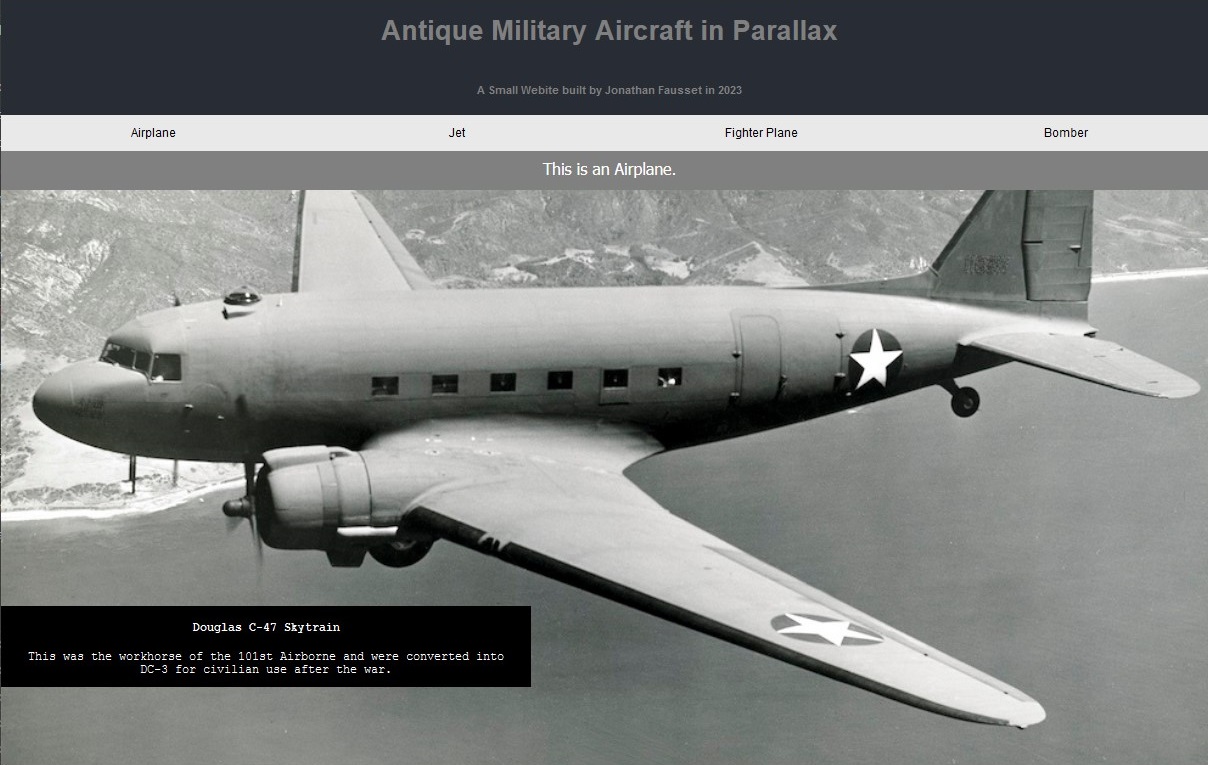 Antique Military Aircraft in Parallax
A Small Webite built by Jonathan Fausset in 2023
Airplane Jet Fighter Plane Bomber
This is an Airplane.
Douglas C-47 Skytrain
This was the workhorse of the 101st Airborne and were converted into
DC-3 for civilian use after the war.